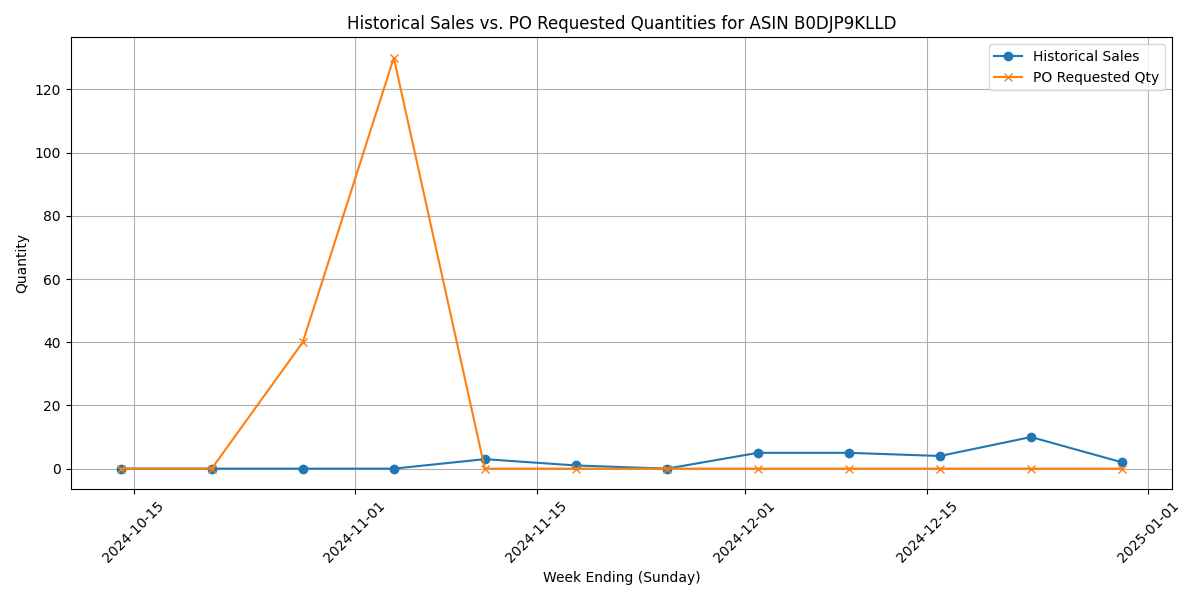 Historical Sales vs. PO Requested Quantities for ASIN B0DJP9KLLD
Historical Sales
PO Requested Qty
120
100
80
60
40
20
0
Quantity
2024-10-15
2024-11-01
2024-11-15
2024-12-01
2024-12-15
2025-01-01
Week Ending (Sunday)